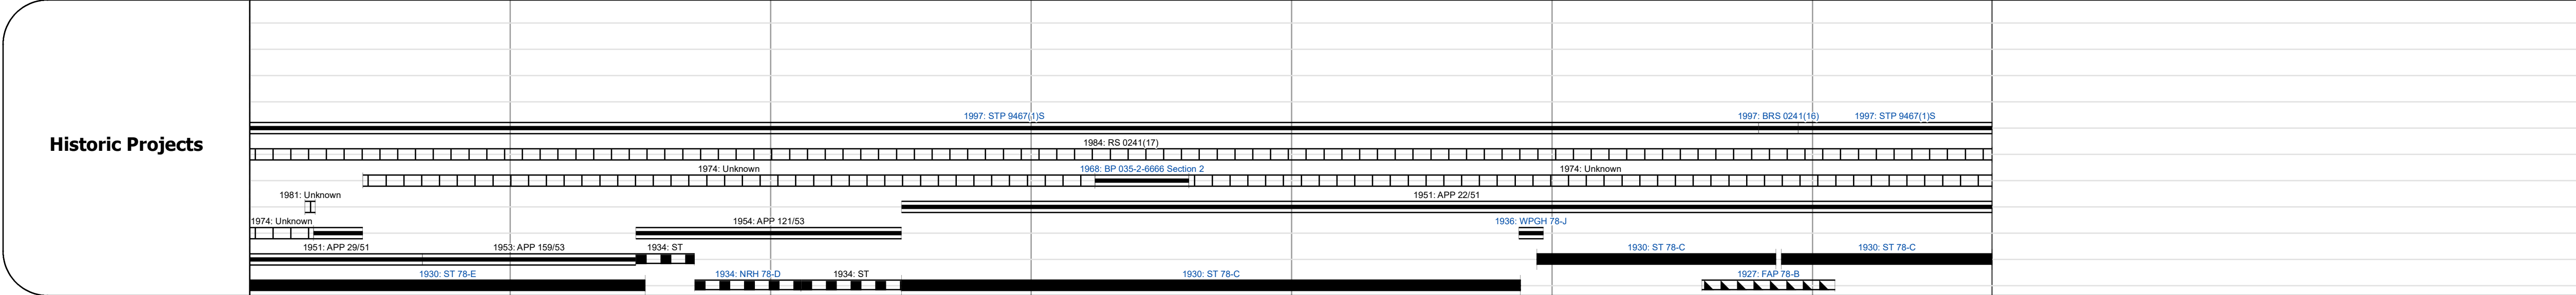 Historic Projects
1997: STP 9467(1)S
1997: BRS 0241(16)
1997: STP 9467(1)S
1984: RS 0241(17)
1974: Unknown
1968: BP 035-2-6666 Section 2
1974: Unknown
1981: Unknown
1951: APP 22/51
1974: Unknown
1954: APP 121/53
1936: WPGH 78-J
1951: APP 29/51
1953: APP 159/53
1934: ST
1930: ST 78-C
1930: ST 78-C
1930: ST 78-E
1934: NRH 78-D
1934: ST
1930: ST 78-C
1927: FAP 78-B